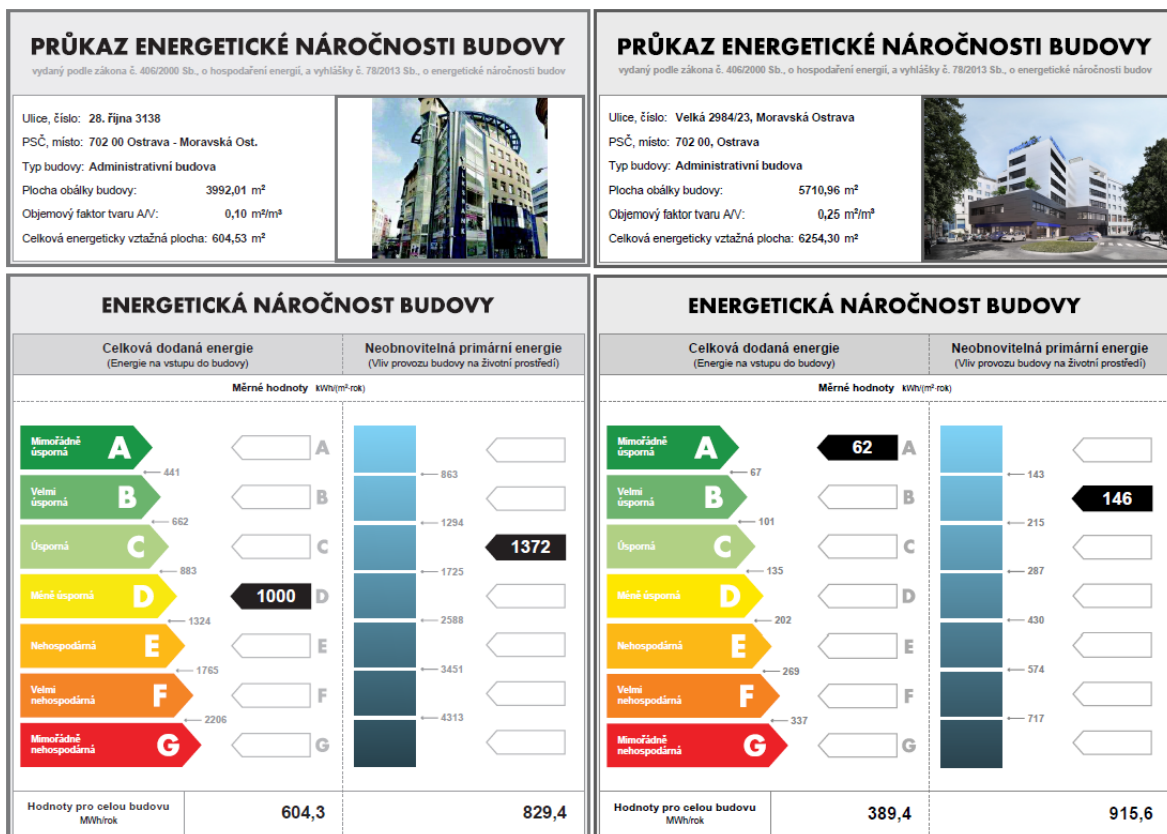 PRŮKAZ ENERGETICKÉ NÁROČNOSTI BUDOVY
vydaný podle zákona č. 406/2000 Sb., o hospodaření energií, a vyhlášky č. 78/2013 Sb., o energetické náročnosti budov
Ulice, číslo: 28. října 3138
PSČ, místo: 702 00 Ostrava - Moravská Ost.
Typ budovy: Administrativní budova
Plocha obálky budovy: 3992,01 m²
Objemový faktor tvaru A/V: 0,10 m²/m³
Celková energeticky vztažná plocha: 604,53 m²
ENERGETICKÁ NÁROČNOST BUDOVY
Celková dodaná energie
(Energie na vstupu do budovy)
Neobnovitelná primární energie
(Vliv provozu budovy na životní prostředí)
Měrné hodnoty kWh/(m²·rok)
Mimořádně úsporná A A
441 863
Velmi úsporná B B
662 1294
Úsporná C C 1372
883 1725
Méně úsporná D 1000 D
1324 2588
Nehospodárná E E
1765 3451
Velmi nehospodárná F F
2206 4313
Mimořádně nehospodárná G G
Hodnoty pro celou budovu
MWh/rok
604,3 829,4
PRŮKAZ ENERGETICKÉ NÁROČNOSTI BUDOVY
vydaný podle zákona č. 406/2000 Sb., o hospodaření energií, a vyhlášky č. 78/2013 Sb., o energetické náročnosti budov
Ulice, číslo: Velká 2984/23, Moravská Ostrava
PSČ, místo: 702 00, Ostrava
Typ budovy: Administrativní budova
Plocha obálky budovy: 5710,96 m²
Objemový faktor tvaru A/V: 0,25 m²/m³
Celková energeticky vztažná plocha: 6254,30 m²
ENERGETICKÁ NÁROČNOST BUDOVY
Celková dodaná energie
(Energie na vstupu do budovy)
Neobnovitelná primární energie
(Vliv provozu budovy na životní prostředí)
Měrné hodnoty kWh/(m²·rok)
Mimořádně úsporná A 62 A
67 143
Velmi úsporná B B 146
101 215
Úsporná C C
135 287
Méně úsporná D D
202 430
Nehospodárná E E
269 574
Velmi nehospodárná F F
337 717
Mimořádně nehospodárná G G
Hodnoty pro celou budovu
MWh/rok
389,4 915,6